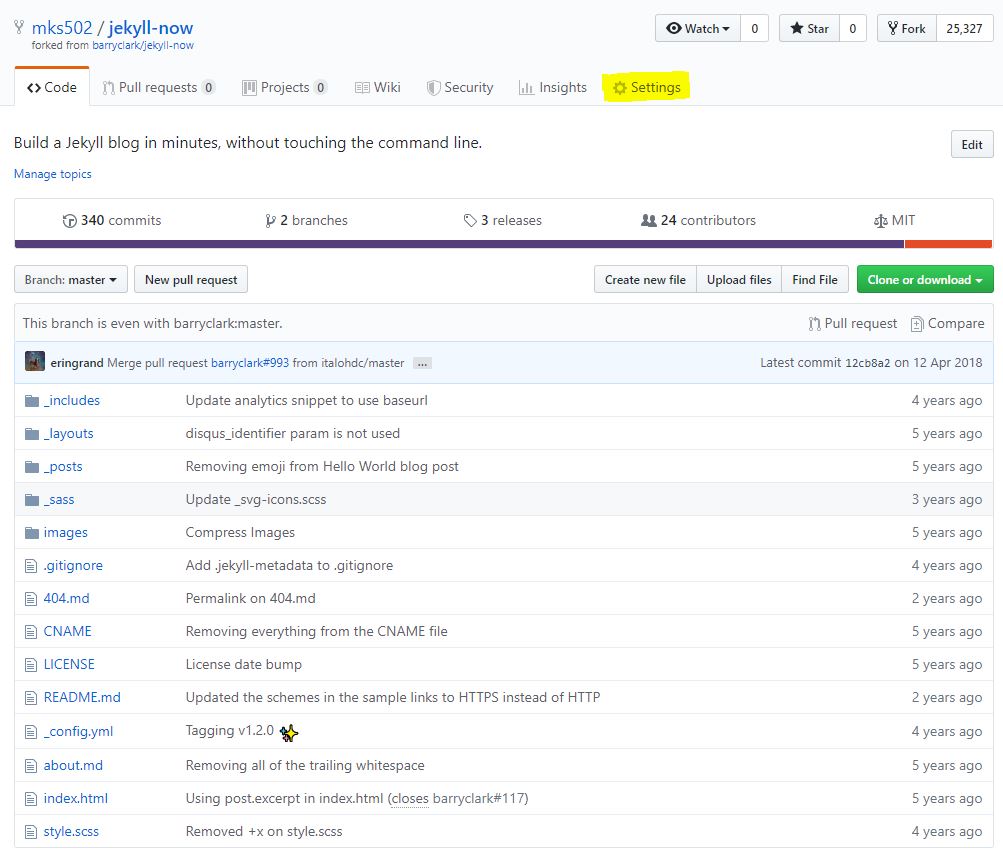 mks502 / jekyll-now
forked from barryclark/jekyll-now
Watch 0 Star 0 Fork 25,327
Code Pull requests 0 Projects 0 Wiki Security Insights Settings
Build a Jekyll blog in minutes, without touching the command line. Edit
Manage topics
340 commits 2 branches 3 releases 24 contributors MIT
Branch: master New pull request Create new file Upload files Find File Clone or download
This branch is even with barryclark:master. Pull request Compare
eringrand Merge pull request barryclark#993 from italohdc/master ... Latest commit 12cb8a2 on 12 Apr 2018
_includes Update analytics snippet to use baseurl 4 years ago
_layouts disqus_identifier param is not used 5 years ago
_posts Removing emoji from Hello World blog post 5 years ago
_sass Update _svg-icons.scss 3 years ago
images Compress Images 5 years ago
.gitignore Add .jekyll-metadata to .gitignore 4 years ago
404.md Permalink on 404.md 2 years ago
CNAME Removing everything from the CNAME file 5 years ago
LICENSE License date bump 5 years ago
README.md Updated the schemes in the sample links to HTTPS instead of HTTP 2 years ago
_config.yml Tagging v1.2.0 ✨ 4 years ago
about.md Removing all of the trailing whitespace 5 years ago
index.html Using post.excerpt in index.html (closes barryclark#117) 5 years ago
style.scss Removed +x on style.scss 4 years ago